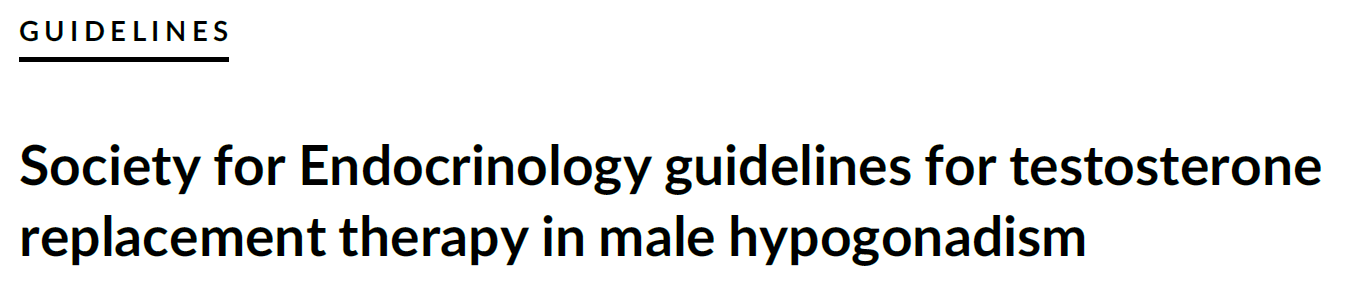 GUIDELINES
Society for Endocrinology guidelines for testosterone
replacement therapy in male hypogonadism